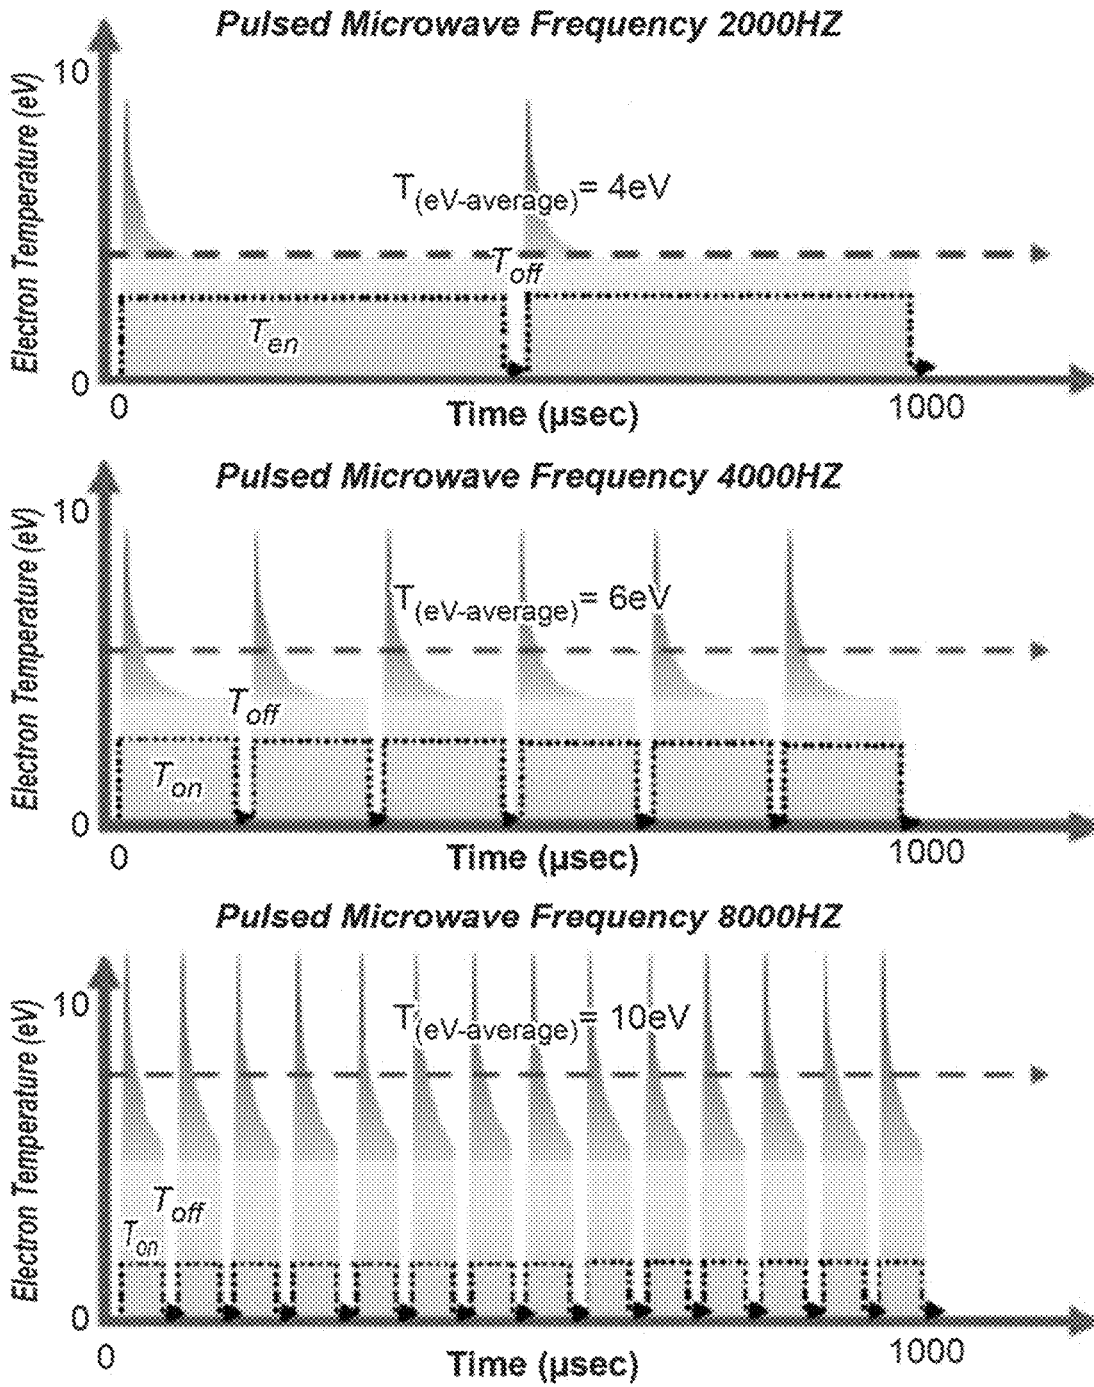 Pulsed Microwave Frequency 2000HZ
Electron Temperature (eV)
10
T(eV-average)= 4eV
Toff
Ten
0
0
1000
Time (µsec)
Pulsed Microwave Frequency 4000HZ
Electron Temperature (eV)
10
T(eV-average)= 6eV
Toff
Ton
0
0
1000
Time (µsec)
Pulsed Microwave Frequency 8000HZ
Electron Temperature (eV)
10
T(eV-average)= 10eV
Toff
Ton
0
0
1000
Time (µsec)